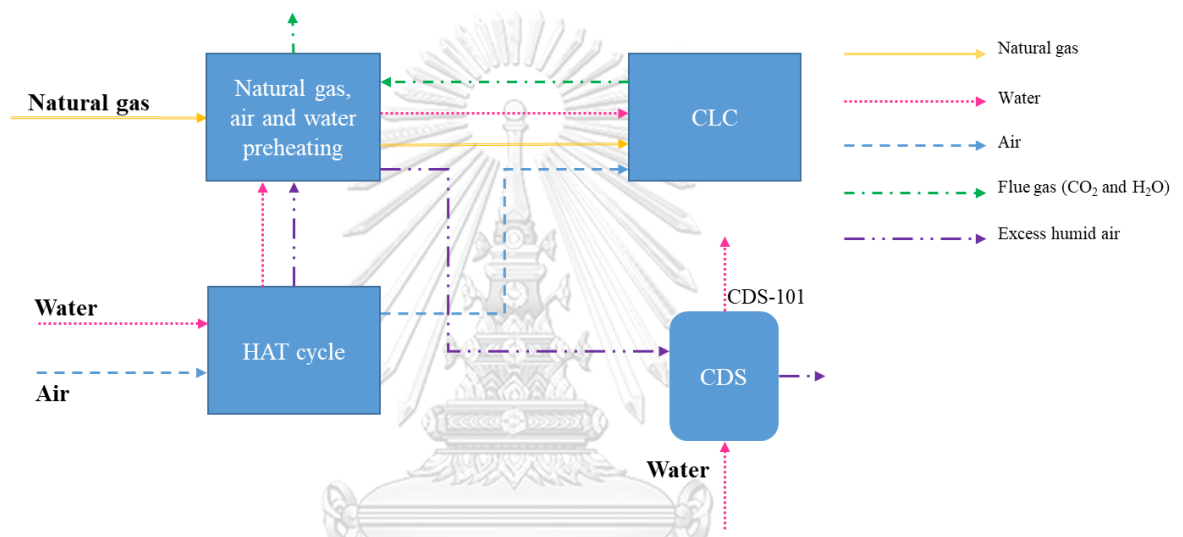 Natural gas
Natural gas,
air and water
preheating
CLC
Natural gas
Water
Air
Flue gas (CO₂ and H₂O)
Excess humid air
Water
Air
HAT cycle
CDS-101
CDS
Water